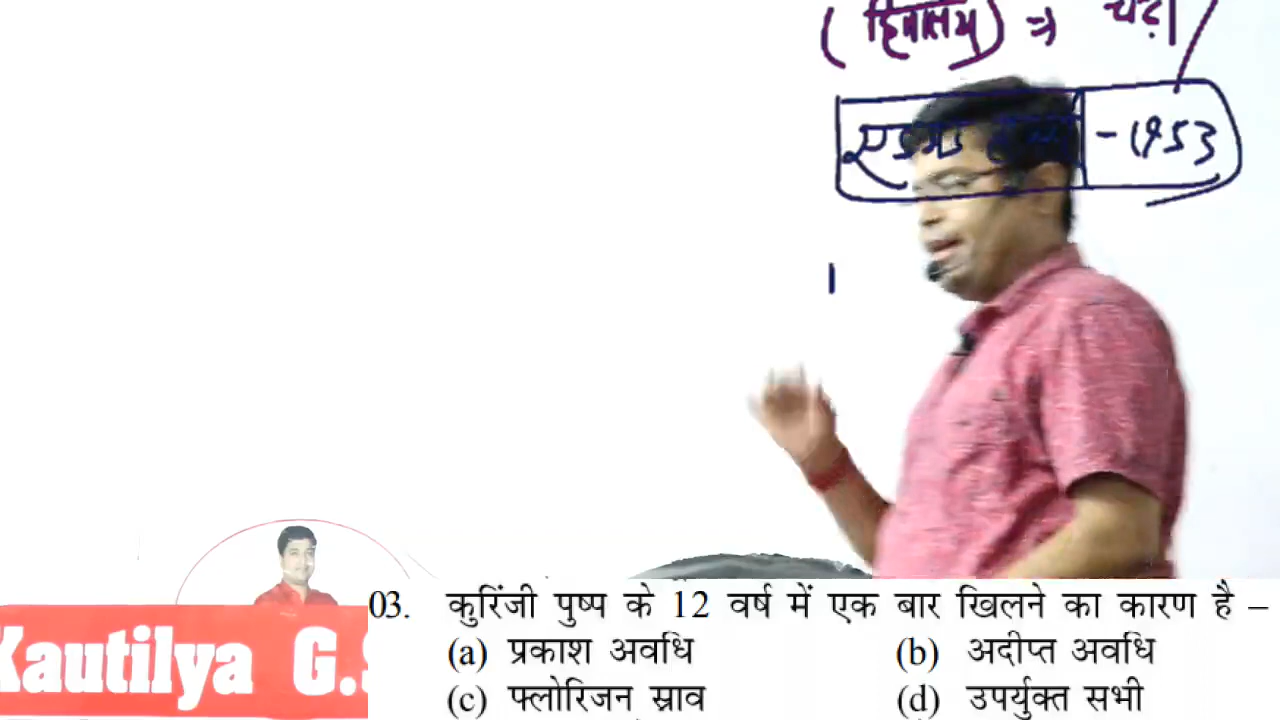 (हिमालय) → चढ़ा
- 1953
Kautilya G.S
03. कुरिंजी पुष्प के 12 वर्ष में एक बार खिलने का कारण है –
(a) प्रकाश अवधि (b) अदीप्त अवधि
(c) फ्लोरिजन स्राव (d) उपर्युक्त सभी